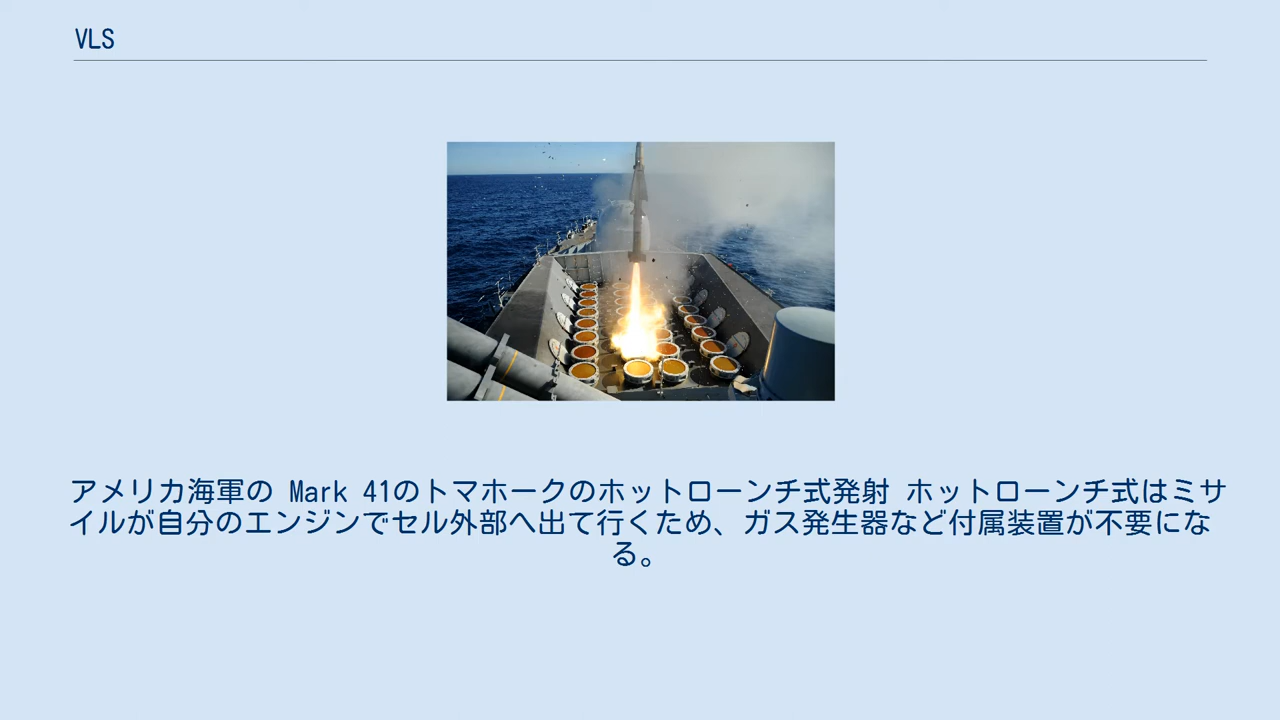 VLS
アメリカ海軍の Mark 41のトマホークのホットローンチ式発射 ホットローンチ式はミサ
イルが自分のエンジンでセル外部へ出て行くため、ガス発生器など付属装置が不要にな
る。